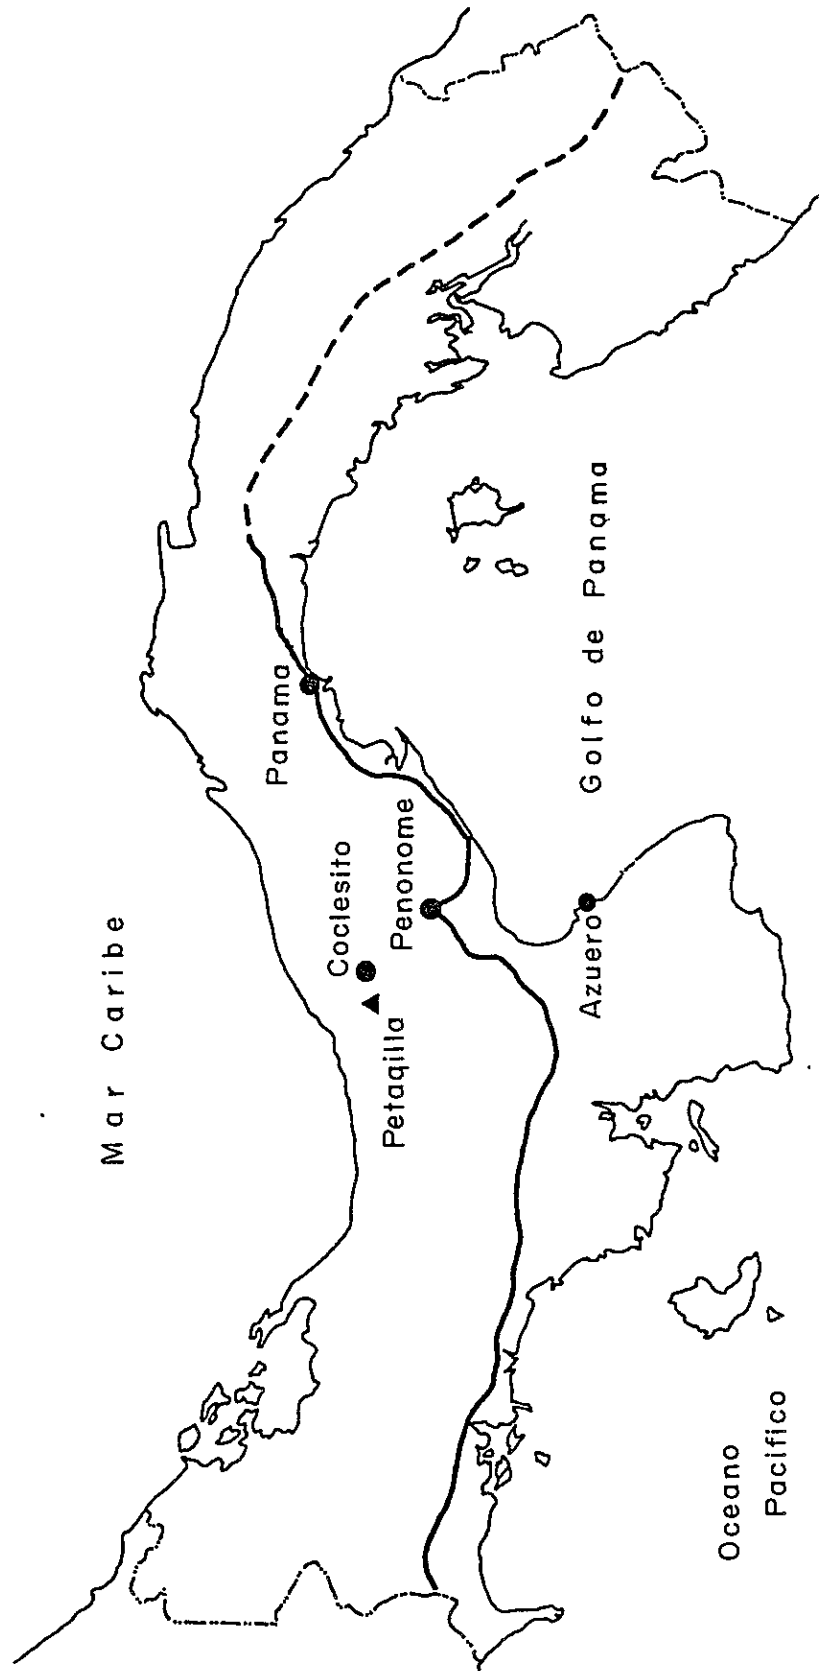 Mar Caribe
Panama
Coclesito
Petaqilla
Penonome
Azuero
Golfo de Panama
Oceano
Pacifico